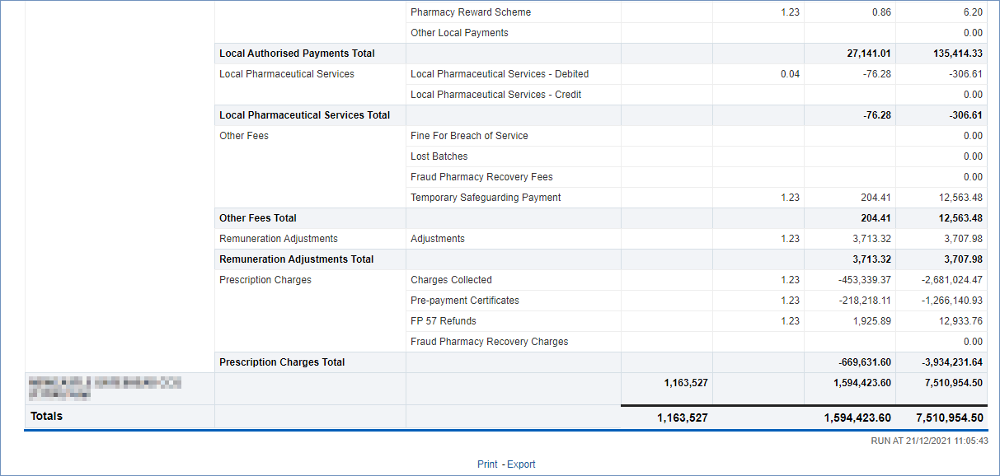 Pharmacy Reward Scheme 1.23 0.86 6.20
Other Local Payments 0.00
Local Authorised Payments Total 27,141.01 135,414.33
Local Pharmaceutical Services Local Pharmaceutical Services - Debited 0.04 -76.28 -306.61
Local Pharmaceutical Services - Credit 0.00
Local Pharmaceutical Services Total -76.28 -306.61
Other Fees Fine For Breach of Service 0.00
Lost Batches 0.00
Fraud Pharmacy Recovery Fees 0.00
Temporary Safeguarding Payment 1.23 204.41 12,563.48
Other Fees Total 204.41 12,563.48
Remuneration Adjustments Adjustments 1.23 3,713.32 3,707.98
Remuneration Adjustments Total 3,713.32 3,707.98
Prescription Charges Charges Collected 1.23 -453,339.37 -2,681,024.47
Pre-payment Certificates 1.23 -218,218.11 -1,266,140.93
FP 57 Refunds 1.23 1,925.89 12,933.76
Fraud Pharmacy Recovery Charges 0.00
Prescription Charges Total -669,631.60 -3,934,231.64
1,163,527 1,594,423.60 7,510,954.50
Totals 1,163,527 1,594,423.60 7,510,954.50
RUN AT 21/12/2021 11:05:43
Print - Export